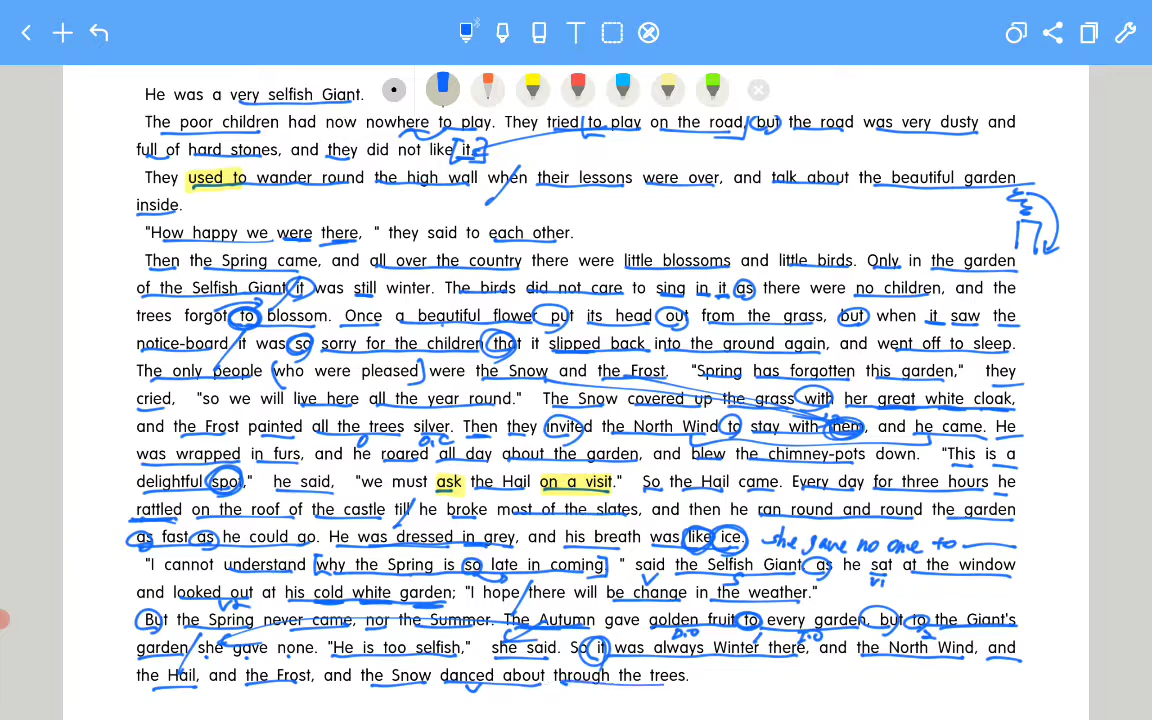 He was a very selfish Giant.
The poor children had now nowhere to play. They tried to play on the road, but the road was very dusty and
full of hard stones, and they did not like it.
They used to wander round the high wall when their lessons were over, and talk about the beautiful garden
inside.
"How happy we were there, " they said to each other.
Then the Spring came, and all over the country there were little blossoms and little birds. Only in the garden
of the Selfish Giant it was still winter. The birds did not care to sing in it as there were no children, and the
trees forgot to blossom. Once a beautiful flower put its head out from the grass, but when it saw the
notice-board it was so sorry for the children that it slipped back into the ground again, and went off to sleep.
The only people who were pleased were the Snow and the Frost. "Spring has forgotten this garden," they
cried, "so we will live here all the year round." The Snow covered up the grass with her great white cloak,
and the Frost painted all the trees silver. Then they invited the North Wind to stay with them, and he came. He
O O.C
was wrapped in furs, and he roared all day about the garden, and blew the chimney-pots down. "This is a
delightful spot," he said, "we must ask the Hail on a visit." So the Hail came. Every day for three hours he
rattled on the roof of the castle till he broke most of the slates, and then he ran round and round the garden
as fast as he could go. He was dressed in grey, and his breath was like ice. she gave no one to
"I cannot understand why the Spring is so late in coming, " said the Selfish Giant, as he sat at the window
V S Vi
and looked out at his cold white garden; "I hope there will be change in the weather."
V2
But the Spring never came, nor the Summer. The Autumn gave golden fruit to every garden, but to the Giant's
D.O 1 I.O 2
garden she gave none. "He is too selfish," she said. So it was always Winter there, and the North Wind, and
the Hail, and the Frost, and the Snow danced about through the trees.
V